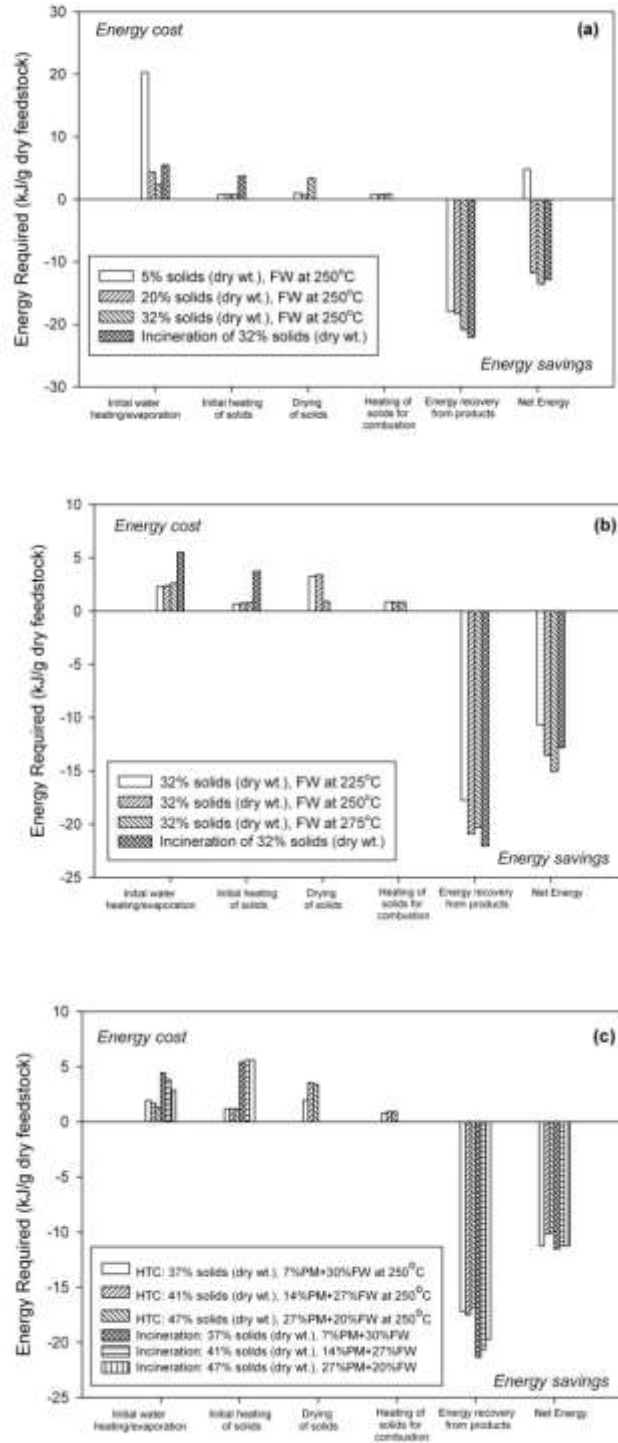 Energy cost
(a)
Energy Required (kJ/g dry feedstock)
30
20
10
0
-10
-20
-30
5% solids (dry wt.), FW at 250°C
20% solids (dry wt.), FW at 250°C
32% solids (dry wt.), FW at 250°C
Incineration of 32% solids (dry wt.)
Energy savings
Initial water
heating/evaporation
Initial heating
of solids
Drying
of solids
Heating of
solids for
combustion
Energy recovery
from products
Net Energy
Energy cost
(b)
Energy Required (kJ/g dry feedstock)
10
5
0
-5
-10
-15
-20
-25
32% solids (dry wt.), FW at 225°C
32% solids (dry wt.), FW at 250°C
32% solids (dry wt.), FW at 275°C
Incineration of 32% solids (dry wt.)
Energy savings
Initial water
heating/evaporation
Initial heating
of solids
Drying
of solids
Heating of
solids for
combustion
Energy recovery
from products
Net Energy
Energy cost
(c)
Energy Required (kJ/g dry feedstock)
10
5
0
-5
-10
-15
-20
-25
HTC: 37% solids (dry wt.), 7%PM+30%FW at 250°C
HTC: 41% solids (dry wt.), 14%PM+27%FW at 250°C
HTC: 47% solids (dry wt.), 27%PM+20%FW at 250°C
Incineration: 37% solids (dry wt.), 7%PM+30%FW
Incineration: 41% solids (dry wt.), 14%PM+27%FW
Incineration: 47% solids (dry wt.), 27%PM+20%FW
Energy savings
Initial water
heating/evaporation
Initial heating
of solids
Drying
of solids
Heating of
solids for
combustion
Energy recovery
from products
Net Energy